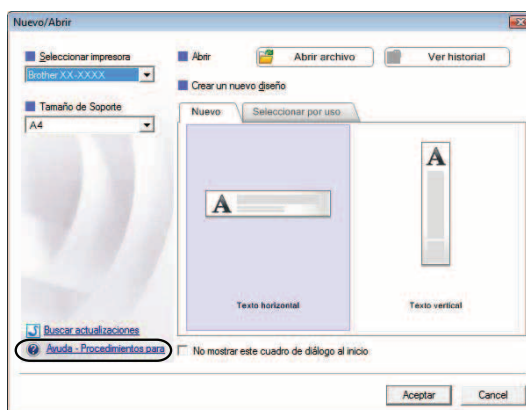 Nuevo/Abrir
Seleccionar impresora
Brother XX-XXXX
Tamaño de Soporte
A4
Buscar actualizaciones
Ayuda - Procedimientos para
Abrir
Abrir archivo
Ver historial
Crear un nuevo diseño
Nuevo
Seleccionar por uso
A
Texto horizontal
A
Texto vertical
No mostrar este cuadro de diálogo al inicio
Aceptar
Cancel